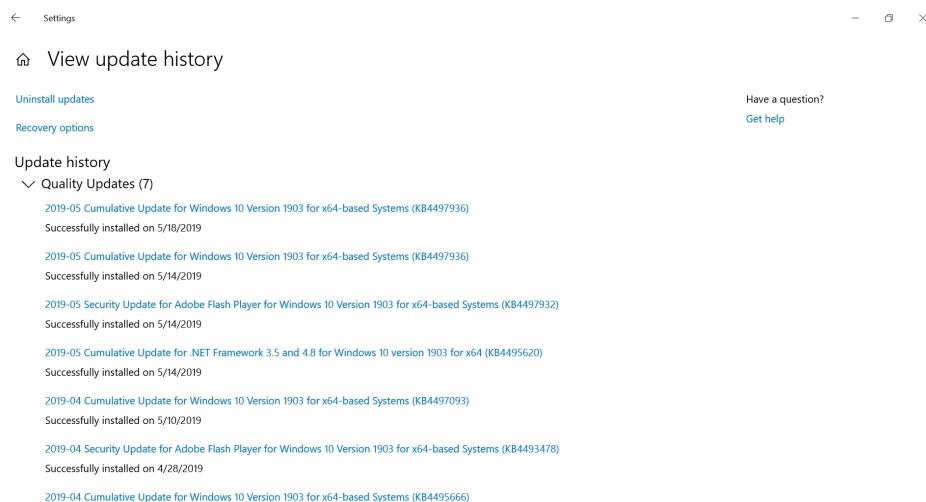 Settings
View update history
Uninstall updates
Recovery options
Have a question?
Get help
Update history
Quality Updates (7)
2019-05 Cumulative Update for Windows 10 Version 1903 for x64-based Systems (KB4497936)
Successfully installed on 5/18/2019
2019-05 Cumulative Update for Windows 10 Version 1903 for x64-based Systems (KB4497936)
Successfully installed on 5/14/2019
2019-05 Security Update for Adobe Flash Player for Windows 10 Version 1903 for x64-based Systems (KB4497932)
Successfully installed on 5/14/2019
2019-05 Cumulative Update for .NET Framework 3.5 and 4.8 for Windows 10 version 1903 for x64 (KB4495620)
Successfully installed on 5/14/2019
2019-04 Cumulative Update for Windows 10 Version 1903 for x64-based Systems (KB4497093)
Successfully installed on 5/10/2019
2019-04 Security Update for Adobe Flash Player for Windows 10 Version 1903 for x64-based Systems (KB4493478)
Successfully installed on 4/28/2019
2019-04 Cumulative Update for Windows 10 Version 1903 for x64-based Systems (KB4495666)